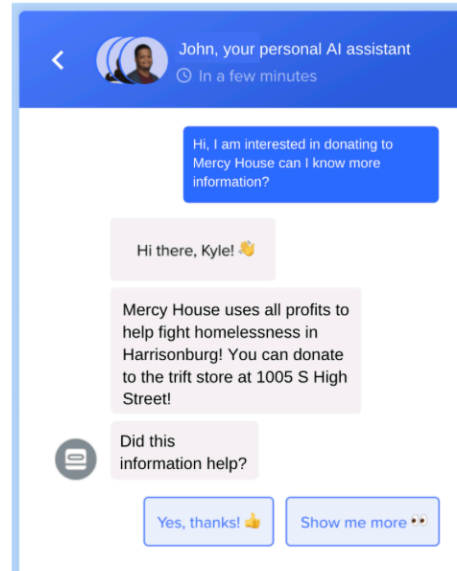 John, your personal AI assistant
In a few minutes
Hi, I am interested in donating to
Mercy House can I know more
information?
Hi there, Kyle! 👋
Mercy House uses all profits to
help fight homelessness in
Harrisonburg! You can donate
to the trift store at 1005 S High
Street!
Did this
information help?
Yes, thanks! 👍
Show me more 👀